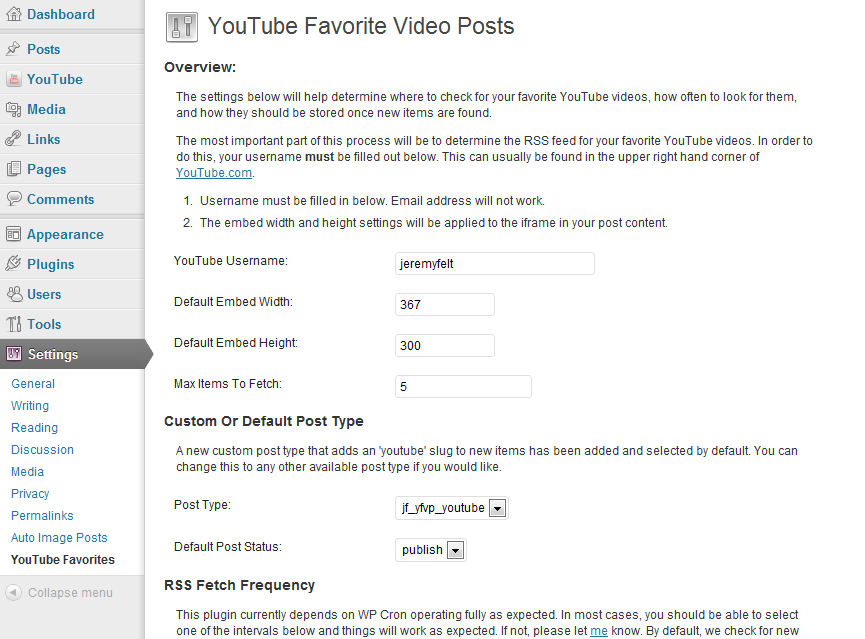 Dashboard
Posts
YouTube
Media
Links
Pages
Comments
Appearance
Plugins
Users
Tools
Settings
General
Writing
Reading
Discussion
Media
Privacy
Permalinks
Auto Image Posts
YouTube Favorites
Collapse menu
YouTube Favorite Video Posts
Overview:
The settings below will help determine where to check for your favorite YouTube videos, how often to look for them,
and how they should be stored once new items are found.
The most important part of this process will be to determine the RSS feed for your favorite YouTube videos. In order to
do this, your username must be filled out below. This can usually be found in the upper right hand corner of
YouTube.com.
1. Username must be filled in below. Email address will not work.
2. The embed width and height settings will be applied to the iframe in your post content.
YouTube Username: jeremyfelt
Default Embed Width: 367
Default Embed Height: 300
Max Items To Fetch: 5
Custom Or Default Post Type
A new custom post type that adds an 'youtube' slug to new items has been added and selected by default. You can
change this to any other available post type if you would like.
Post Type: jf_yfvp_youtube
Default Post Status: publish
RSS Fetch Frequency
This plugin currently depends on WP Cron operating fully as expected. In most cases, you should be able to select
one of the intervals below and things will work as expected. If not, please let me know. By default, we check for new